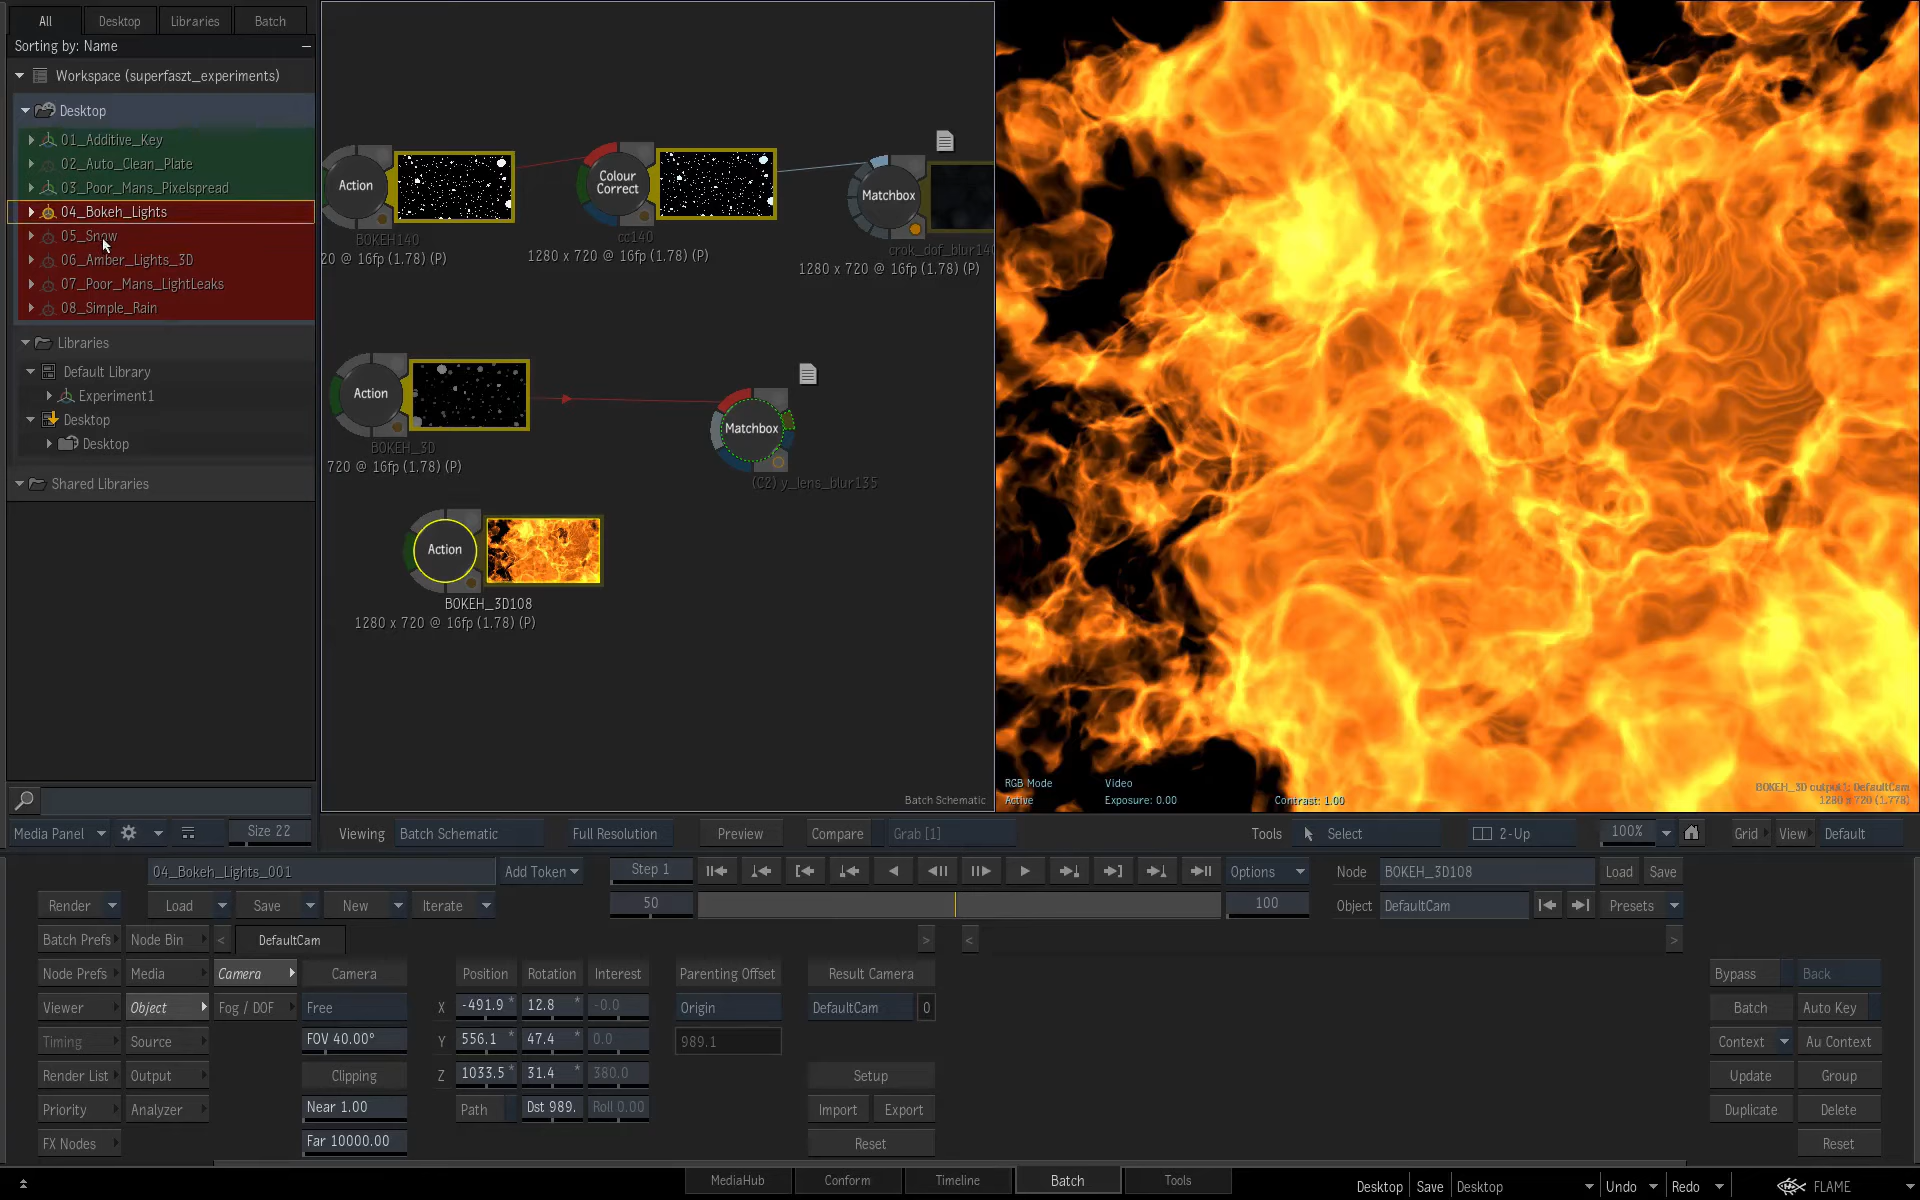 All Desktop Libraries Batch
Sorting by: Name
Workspace (superfaszt_experiments)
Desktop
01_Additive_Key
02_Auto_Clean_Plate
03_Poor_Mans_Pixelspread
04_Bokeh_Lights
05_Snow
06_Amber_Lights_3D
07_Poor_Mans_LightLeaks
08_Simple_Rain
Libraries
Default Library
Experiment1
Desktop
Desktop
Shared Libraries
Media Panel Size 22
Action
BOKEH140
20 @ 16fp (1.78) (P)
Colour
Correct
cc140
1280 x 720 @ 16fp (1.78) (P)
Matchbox
crok_dof_blur140
1280 x 720 @ 16fp (1.78) (P)
Action
BOKEH_3D
720 @ 16fp (1.78) (P)
Matchbox
(C2) y_lens_blur135
Action
BOKEH_3D108
1280 x 720 @ 16fp (1.78) (P)
Batch Schematic
RGB Mode Video
Active Exposure: 0.00 Contrast: 1.00
1280 x 720 (1.778)
Viewing Batch Schematic Full Resolution Preview Compare Grab [1] Tools Select 2-Up 100% Grid View Default
04_Bokeh_Lights_001 Add Token Step 1 Options Node BOKEH_3D108 Load Save
Render Load Save New Iterate 50 100 Object DefaultCam Presets
Batch Prefs Node Bin < DefaultCam > < >
Node Prefs Media Camera Camera Position Rotation Interest Parenting Offset Result Camera Bypass Back
Viewer Object Fog / DOF Free X -491.9 * 12.8 * -0.0 Origin DefaultCam 0 Batch Auto Key
Timing Source FOV 40.00° Y 556.1 * 47.4 * 0.0 989.1 Context Au Context
Render List Output Clipping Z 1033.5 * 31.4 * 380.0 Setup Update Group
Priority Analyzer Near 1.00 Path Dst 989. Roll 0.00 Import Export Duplicate Delete
FX Nodes Far 10000.00 Reset Reset
MediaHub Conform Timeline Batch Tools Desktop Save Desktop Undo Redo FLAME